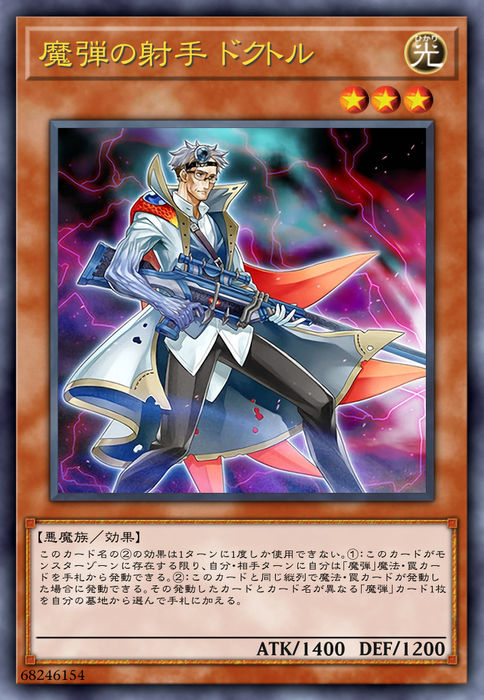 魔弾の射手 ドクトル
ひかり
光
【悪魔族／効果】
このカード名の②の効果は1ターンに1度しか使用できない。①：このカードがモ
ンスターゾーンに存在する限り、自分・相手ターンに自分は「魔弾」魔法・罠カー
ドを手札から発動できる。②：このカードと同じ縦列で魔法・罠カードが発動し
た場合に発動できる。その発動したカードとカード名が異なる「魔弾」カード1枚
を自分の墓地から選んで手札に加える。
ATK/1400 DEF/1200
68246154